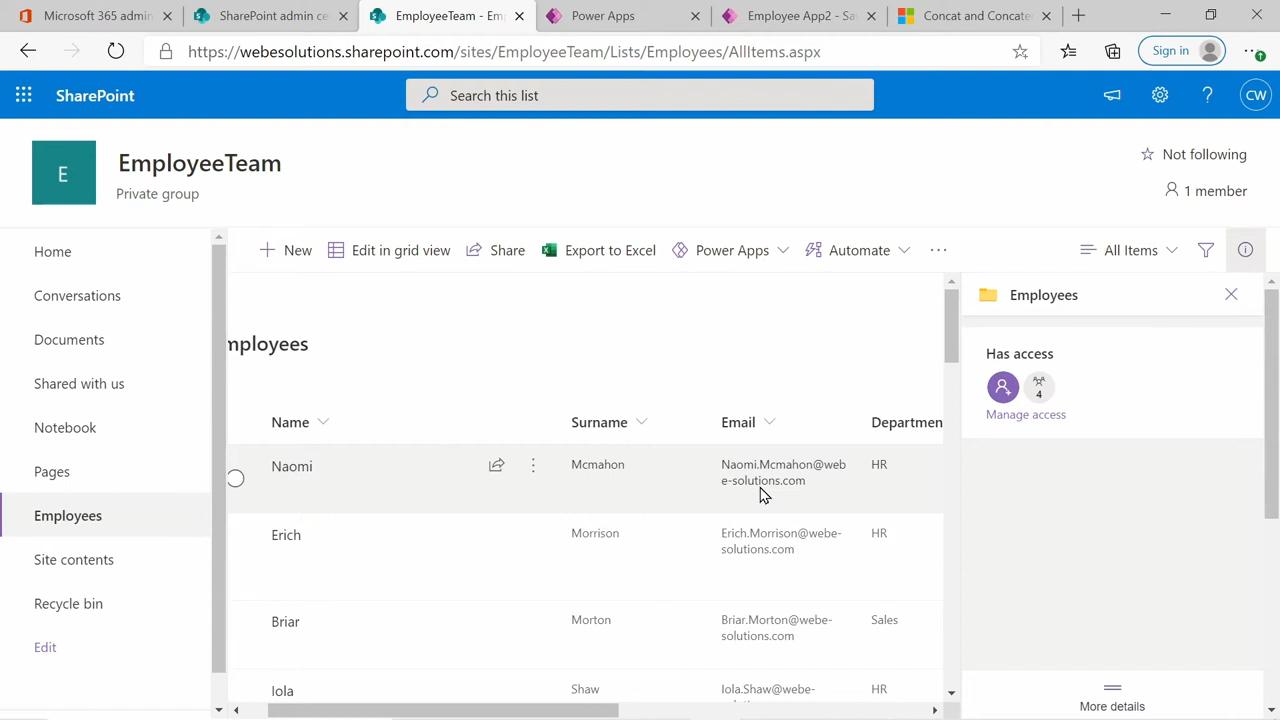 Microsoft 365 admin
SharePoint admin ce
EmployeeTeam - Em
Power Apps
Employee App2 - Sa
Concat and Concate
https://webesolutions.sharepoint.com/sites/EmployeeTeam/Lists/Employees/AllItems.aspx
Sign in
SharePoint
Search this list
CW
E
EmployeeTeam
Private group
Not following
1 member
Home
Conversations
Documents
Shared with us
Notebook
Pages
Employees
Site contents
Recycle bin
Edit
New
Edit in grid view
Share
Export to Excel
Power Apps
Automate
All Items
mployees
Name
Surname
Email
Departmen
Naomi
Mcmahon
Naomi.Mcmahon@web
e-solutions.com
HR
Erich
Morrison
Erich.Morrison@webe-
solutions.com
HR
Briar
Morton
Briar.Morton@webe-
solutions.com
Sales
Iola
Shaw
Iola.Shaw@webe-
HR
Employees
Has access
4
Manage access
More details